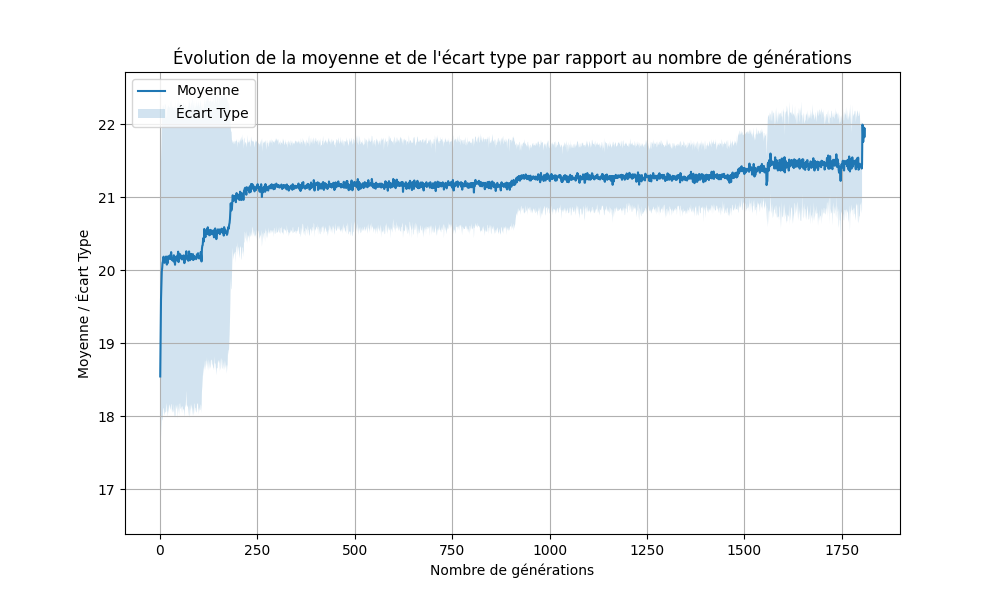 Évolution de la moyenne et de l'écart type par rapport au nombre de générations
Moyenne
Écart Type
22
21
20
19
18
17
Moyenne / Écart Type
0 250 500 750 1000 1250 1500 1750
Nombre de générations